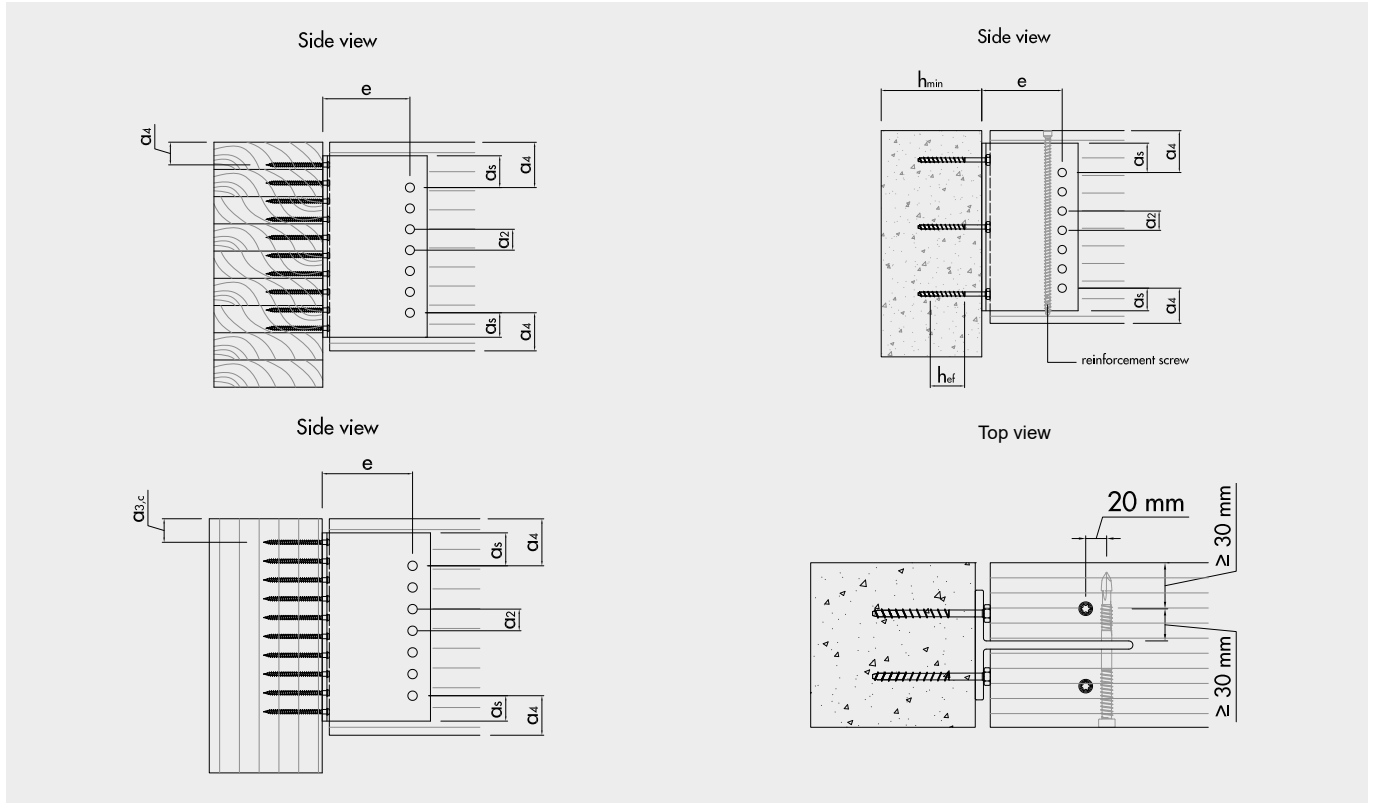 Side view
e
a4
as
a4
a2
as
a4
Side view
hmin
e
as
a4
a2
as
a4
reinforcement screw
hef
Side view
e
a3,c
as
a4
a2
as
a4
Top view
20 mm
≥ 30 mm
≥ 30 mm